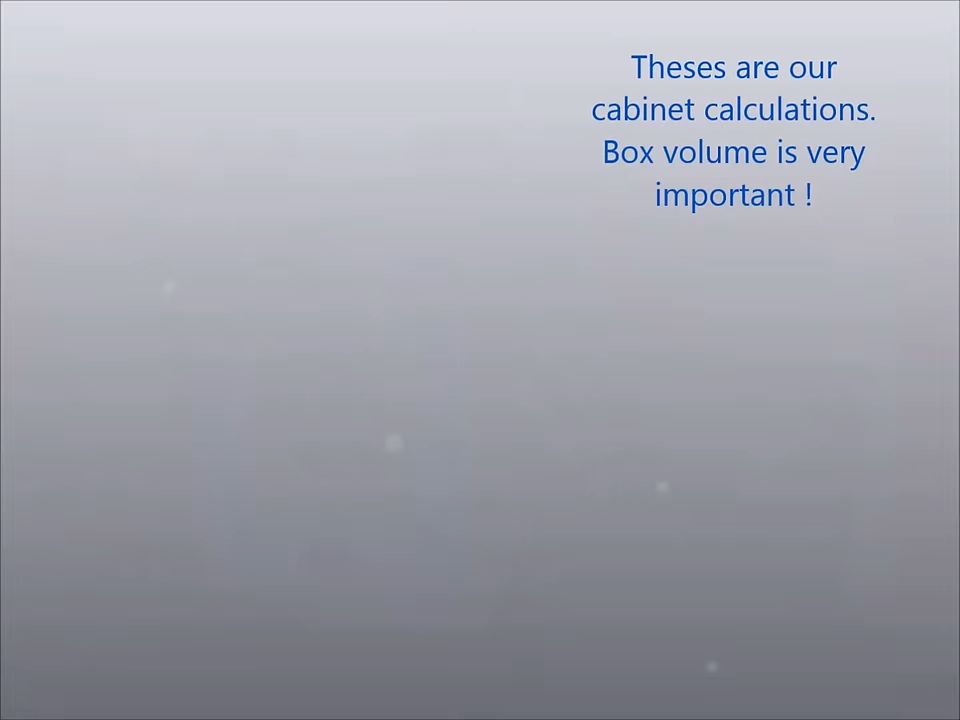 Theses are our
cabinet calculations.
Box volume is very
important !